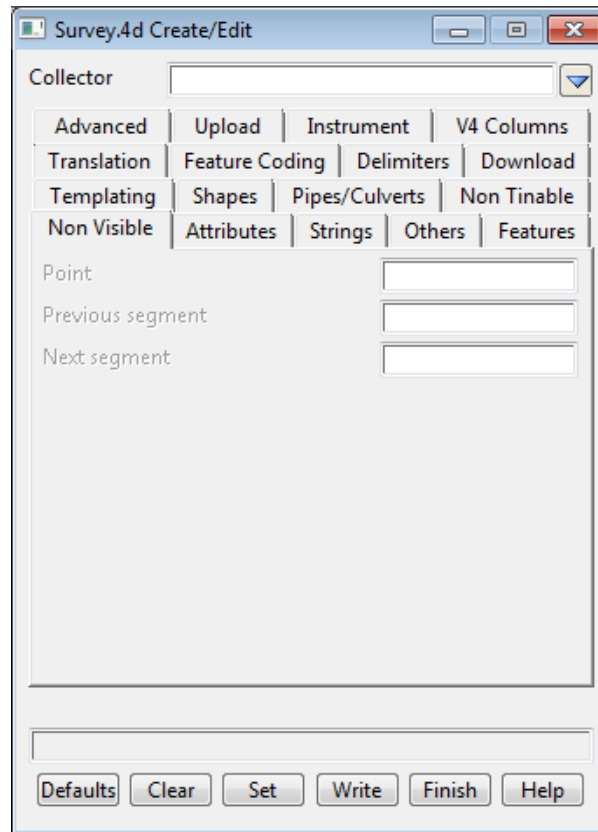 Survey.4d Create/Edit
Collector
Advanced Upload Instrument V4 Columns
Translation Feature Coding Delimiters Download
Templating Shapes Pipes/Culverts Non Tinable
Non Visible Attributes Strings Others Features
Point
Previous segment
Next segment
Defaults Clear Set Write Finish Help